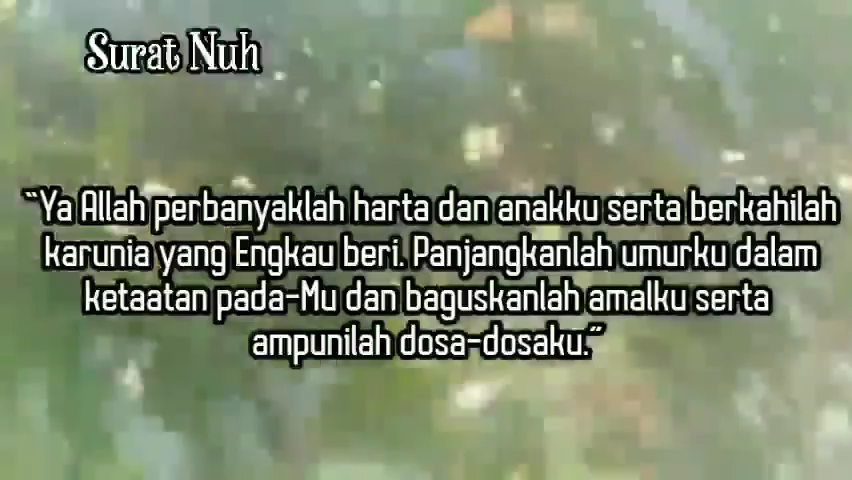 Surat Nuh
“Ya Allah perbanyaklah harta dan anakku serta berkahilah
karunia yang Engkau beri. Panjangkanlah umurku dalam
ketaatan pada-Mu dan baguskanlah amalku serta
ampunilah dosa-dosaku.”